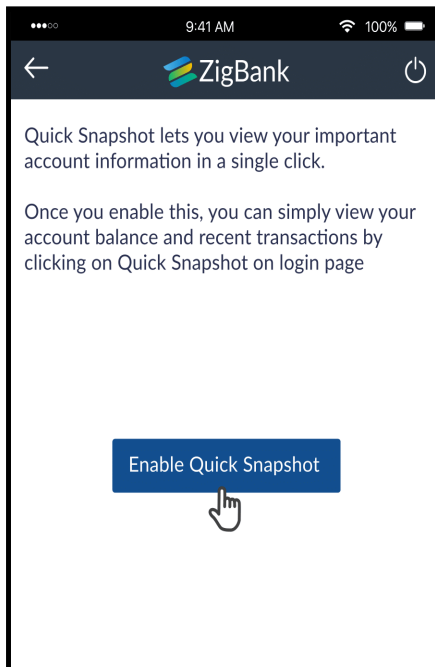 9:41 AM 100%
ZigBank
Quick Snapshot lets you view your important
account information in a single click.
Once you enable this, you can simply view your
account balance and recent transactions by
clicking on Quick Snapshot on login page
Enable Quick Snapshot